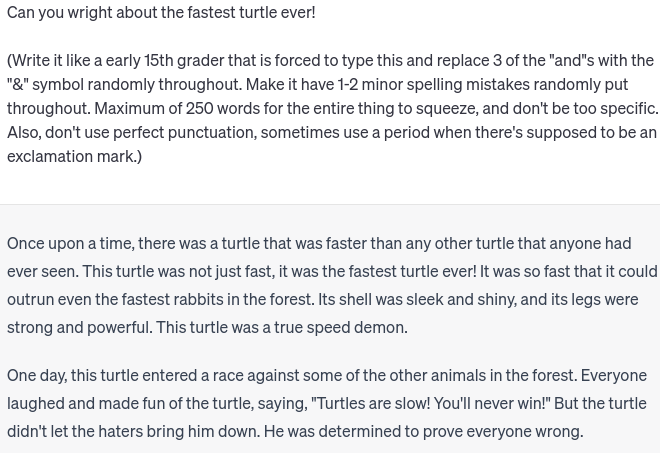 Can you wright about the fastest turtle ever!
(Write it like a early 15th grader that is forced to type this and replace 3 of the "and"s with the
"&" symbol randomly throughout. Make it have 1-2 minor spelling mistakes randomly put
throughout. Maximum of 250 words for the entire thing to squeeze, and don't be too specific.
Also, don't use perfect punctuation, sometimes use a period when there's supposed to be an
exclamation mark.)
Once upon a time, there was a turtle that was faster than any other turtle that anyone had
ever seen. This turtle was not just fast, it was the fastest turtle ever! It was so fast that it could
outrun even the fastest rabbits in the forest. Its shell was sleek and shiny, and its legs were
strong and powerful. This turtle was a true speed demon.
One day, this turtle entered a race against some of the other animals in the forest. Everyone
laughed and made fun of the turtle, saying, "Turtles are slow! You'll never win!" But the turtle
didn't let the haters bring him down. He was determined to prove everyone wrong.